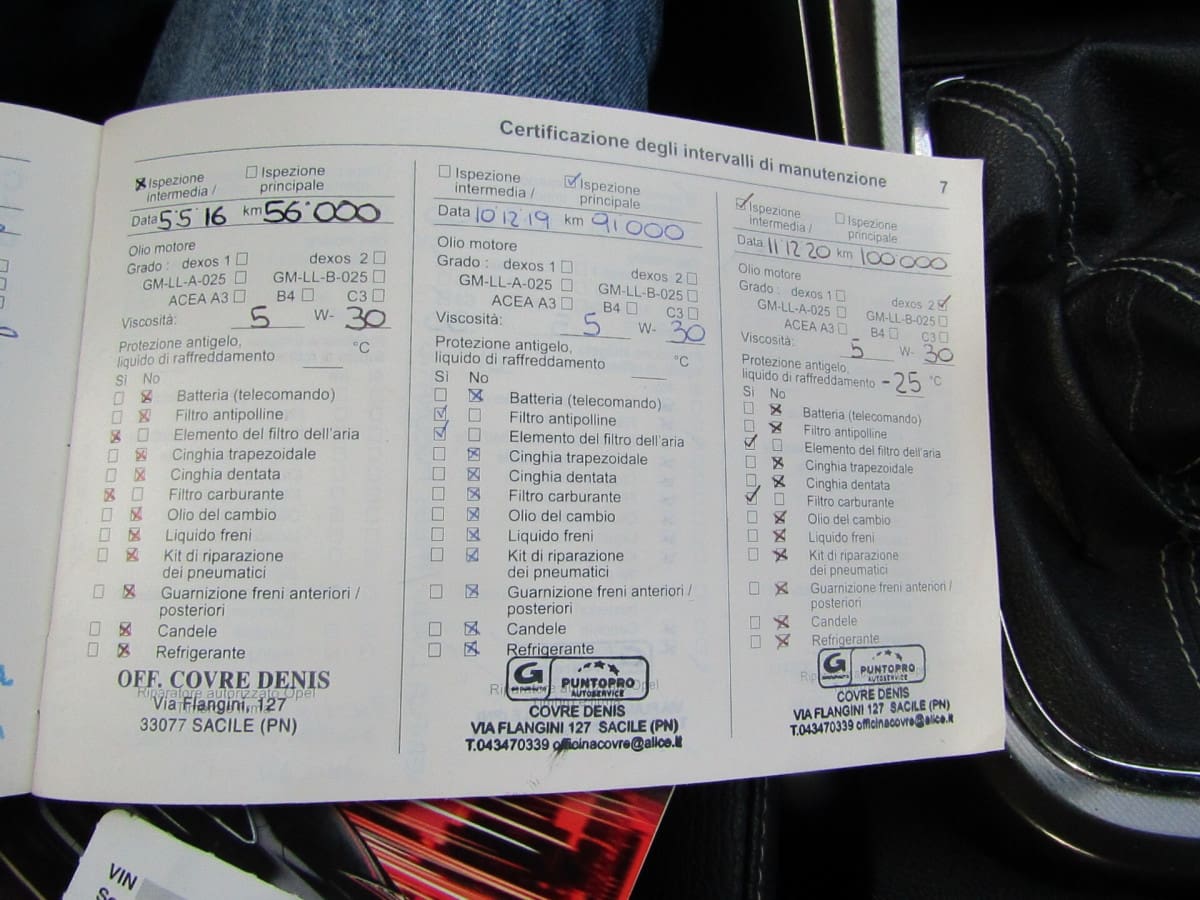 Certificazione degli intervalli di manutenzione 7
Ispezione intermedia / Ispezione principale
Data 5'5'16 km 56'000
Olio motore
Grado : dexos 1 dexos 2
GM-LL-A-025 GM-LL-B-025
ACEA A3 B4 C3
Viscosità: 5 W- 30
Protezione antigelo,
liquido di raffreddamento °C
Si No
Batteria (telecomando)
Filtro antipolline
Elemento del filtro dell'aria
Cinghia trapezoidale
Cinghia dentata
Filtro carburante
Olio del cambio
Liquido freni
Kit di riparazione
dei pneumatici
Guarnizione freni anteriori /
posteriori
Candele
Refrigerante
OFF. COVRE DENIS
Riparatore autorizzato Opel
Via Flangini, 127
33077 SACILE (PN)
Ispezione intermedia / Ispezione principale
Data 10'12'19 km 91000
Olio motore
Grado : dexos 1 dexos 2
GM-LL-A-025 GM-LL-B-025
ACEA A3 B4 C3
Viscosità: 5 W- 30
Protezione antigelo,
liquido di raffreddamento °C
Si No
Batteria (telecomando)
Filtro antipolline
Elemento del filtro dell'aria
Cinghia trapezoidale
Cinghia dentata
Filtro carburante
Olio del cambio
Liquido freni
Kit di riparazione
dei pneumatici
Guarnizione freni anteriori /
posteriori
Candele
Refrigerante
G PUNTOPRO
AUTOSERVICE
Riparatore Opel
COVRE DENIS
VIA FLANGINI 127 SACILE (PN)
T.043470339 officinacovre@alice.it
Ispezione intermedia / Ispezione principale
Data 11'12'20 km 100000
Olio motore
Grado : dexos 1 dexos 2
GM-LL-A-025 GM-LL-B-025
ACEA A3 B4 C3
Viscosità: 5 W- 30
Protezione antigelo,
liquido di raffreddamento -25 °C
Si No
Batteria (telecomando)
Filtro antipolline
Elemento del filtro dell'aria
Cinghia trapezoidale
Cinghia dentata
Filtro carburante
Olio del cambio
Liquido freni
Kit di riparazione
dei pneumatici
Guarnizione freni anteriori /
posteriori
Candele
Refrigerante
G PUNTOPRO
AUTOSERVICE
COVRE DENIS
VIA FLANGINI 127 SACILE (PN)
T.043470339 officinacovre@alice.it
VIN